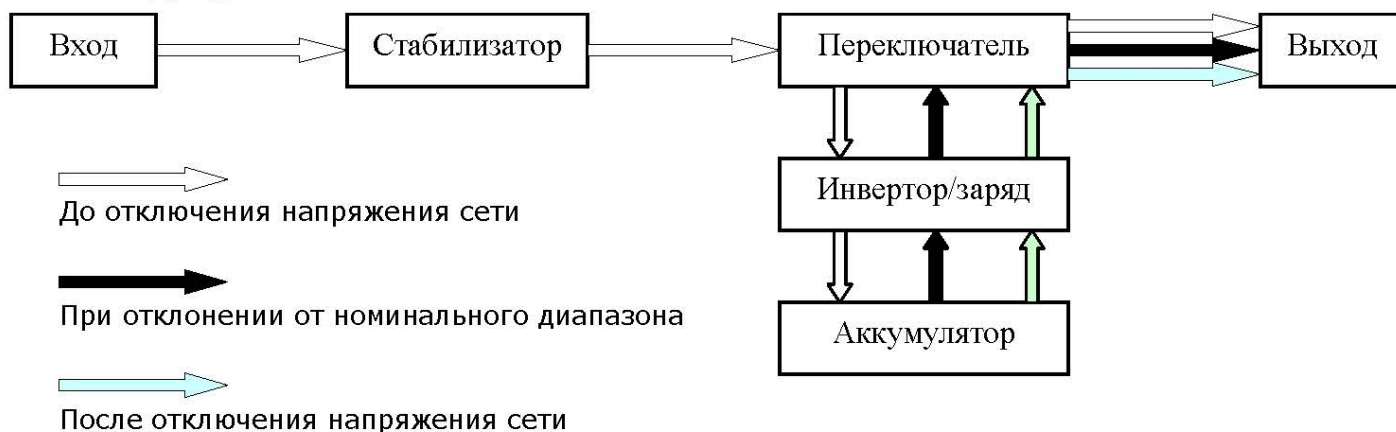 Вход
Стабилизатор
Переключатель
Выход
Инвертор/заряд
Аккумулятор
До отключения напряжения сети
При отклонении от номинального диапазона
После отключения напряжения сети